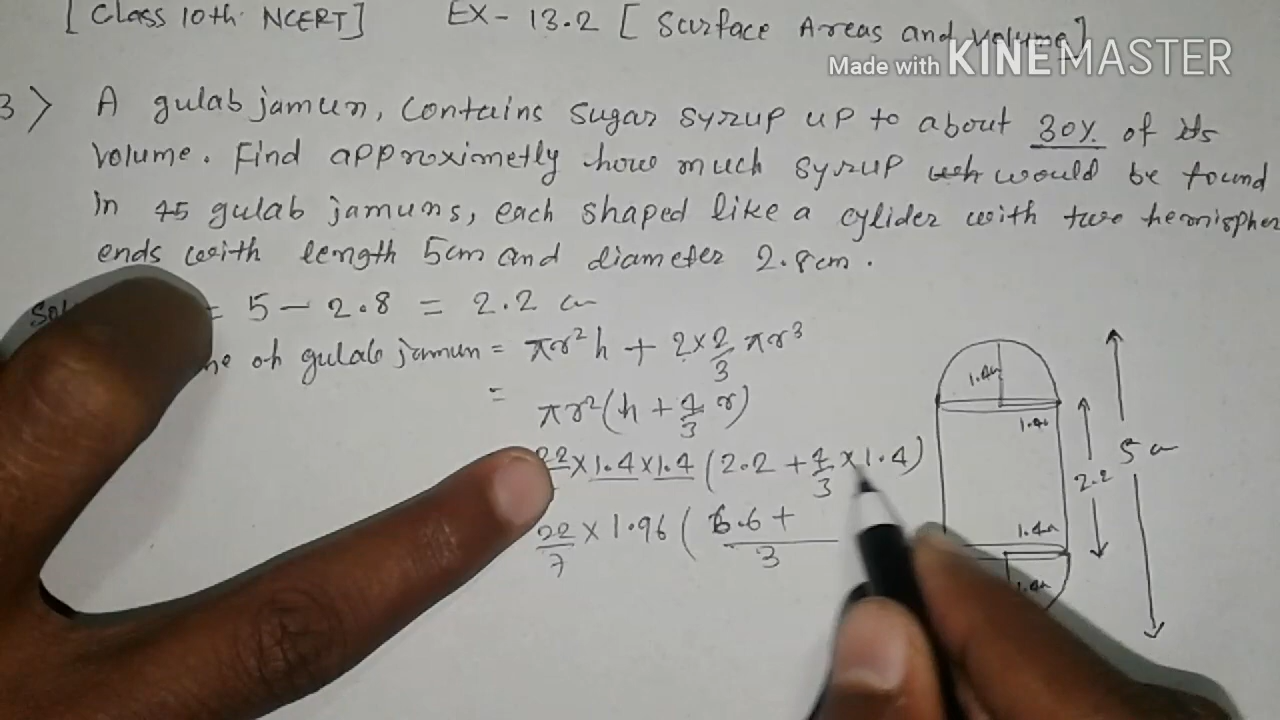 [Class 10th NCERT] EX - 13.2 [Surface Areas and Volume]
Made with KINEMASTER
3> A gulab jamun, Contains Sugar Syrup up to about 30% of its
Volume. Find approximetly how much syrup would be found
In 45 gulab jamuns, each shaped like a cylider with two hemispher
ends with length 5cm and diameter 2.8cm.
= 5 - 2.8 = 2.2 cm
of gulab jamun = πr²h + 2×2/3 πr³
= πr²(h + 4/3 r)
22 × 1.4 × 1.4 (2.2 + 4/3 × 1.4)
22/7 × 1.96 ( 6.6 + / 3
1.4
1.4
5
2.2
1.4
1.4